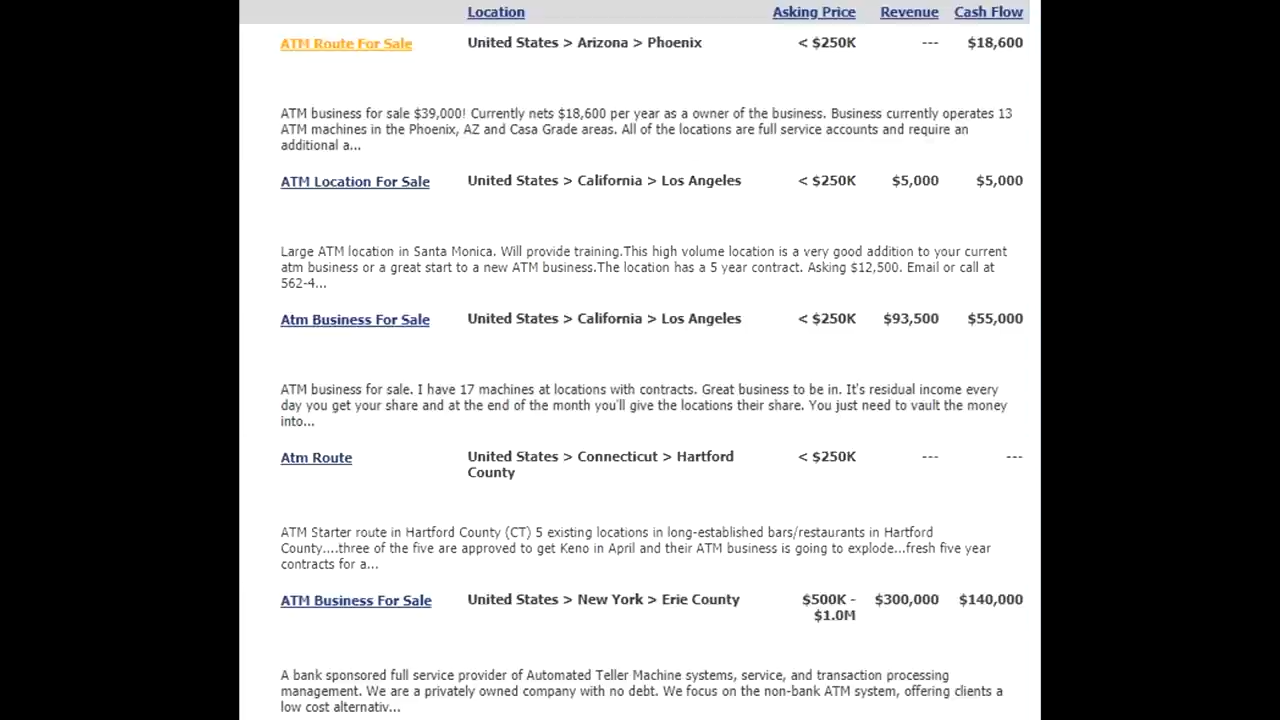 Location Asking Price Revenue Cash Flow
ATM Route For Sale United States > Arizona > Phoenix < $250K --- $18,600
ATM business for sale $39,000! Currently nets $18,600 per year as a owner of the business. Business currently operates 13
ATM machines in the Phoenix, AZ and Casa Grade areas. All of the locations are full service accounts and require an
additional a...
ATM Location For Sale United States > California > Los Angeles < $250K $5,000 $5,000
Large ATM location in Santa Monica. Will provide training.This high volume location is a very good addition to your current
atm business or a great start to a new ATM business.The location has a 5 year contract. Asking $12,500. Email or call at
562-4...
Atm Business For Sale United States > California > Los Angeles < $250K $93,500 $55,000
ATM business for sale. I have 17 machines at locations with contracts. Great business to be in. It's residual income every
day you get your share and at the end of the month you'll give the locations their share. You just need to vault the money
into...
Atm Route United States > Connecticut > Hartford < $250K --- ---
County
ATM Starter route in Hartford County (CT) 5 existing locations in long-established bars/restaurants in Hartford
County....three of the five are approved to get Keno in April and their ATM business is going to explode...fresh five year
contracts for a...
ATM Business For Sale United States > New York > Erie County $500K - $300,000 $140,000
$1.0M
A bank sponsored full service provider of Automated Teller Machine systems, service, and transaction processing
management. We are a privately owned company with no debt. We focus on the non-bank ATM system, offering clients a
low cost alternativ...